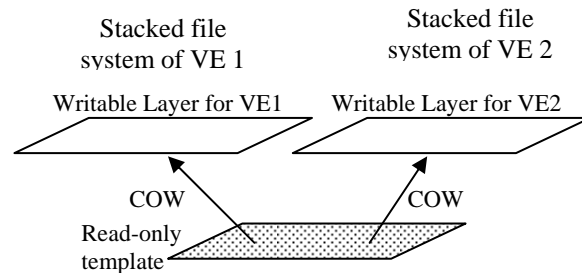 Stacked file
system of VE 1
Stacked file
system of VE 2
Writable Layer for VE1
Writable Layer for VE2
COW
COW
Read-only
template